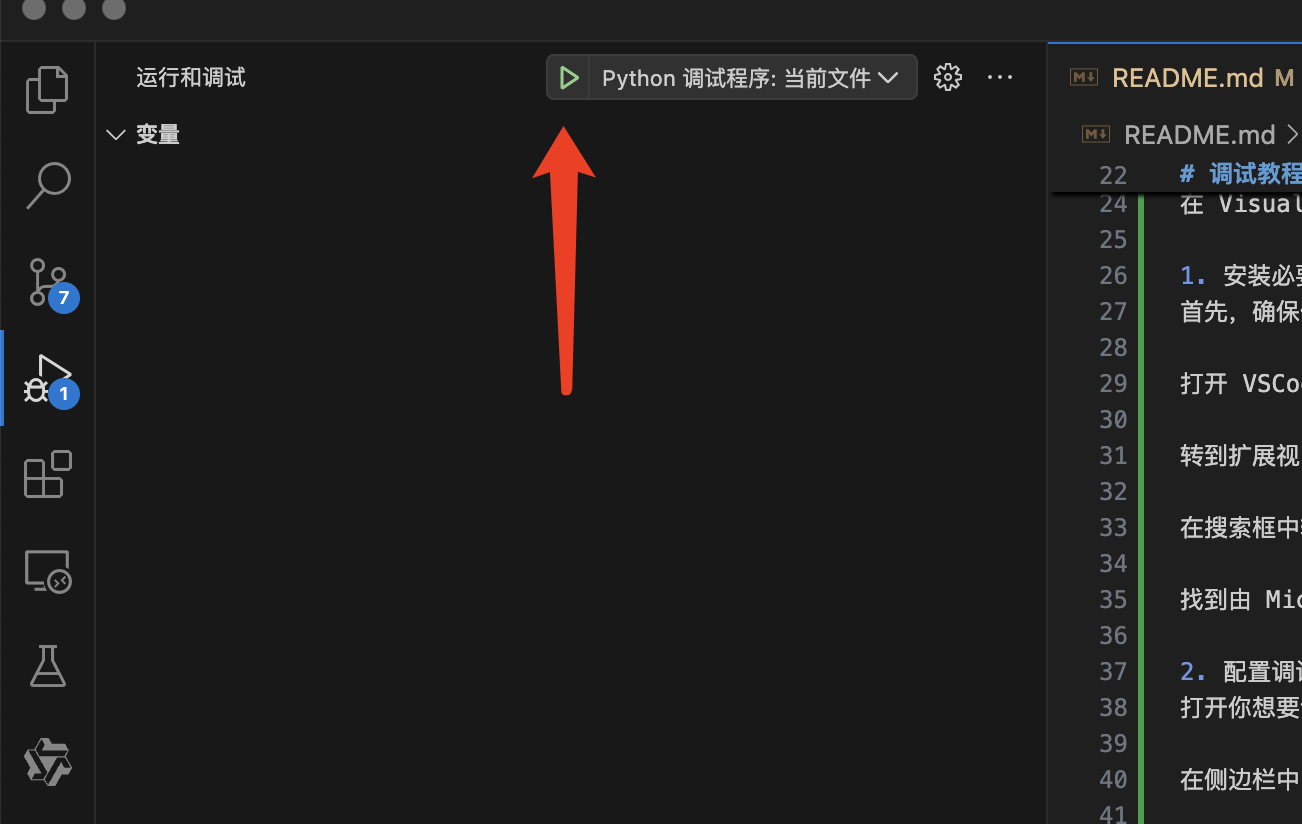 运行和调试
Python 调试程序: 当前文件
变量
7
1
README.md M
README.md
22 # 调试教程
24 在 Visual
25
26 1. 安装必
27 首先，确保
28
29 打开 VSCo
30
31 转到扩展视
32
33 在搜索框中
34
35 找到由 Mic
36
37 2. 配置调
38 打开你想要
39
40 在侧边栏中
41